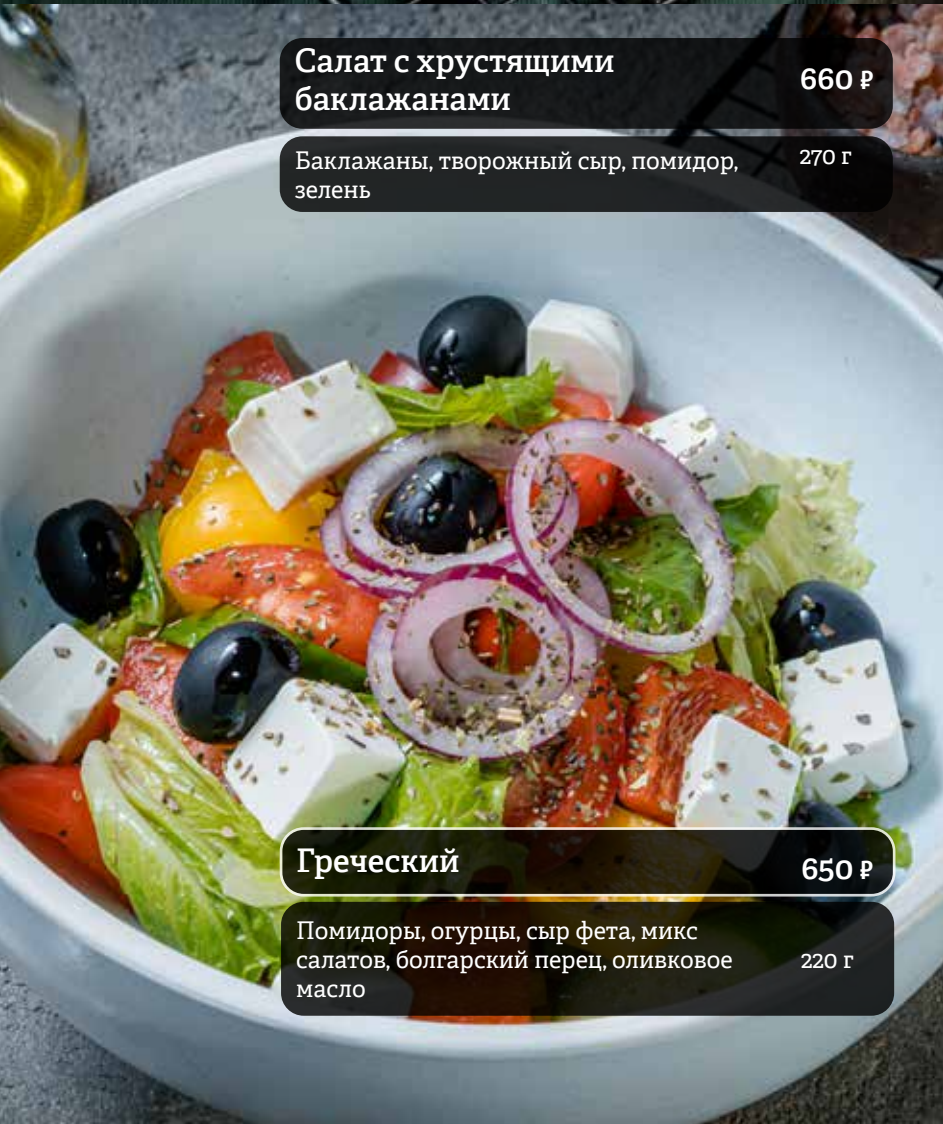 Салат с хрустящими
баклажанами
660 ₽
Баклажаны, творожный сыр, помидор,
зелень
270 г
Греческий
650 ₽
Помидоры, огурцы, сыр фета, микс
салатов, болгарский перец, оливковое
масло
220 г